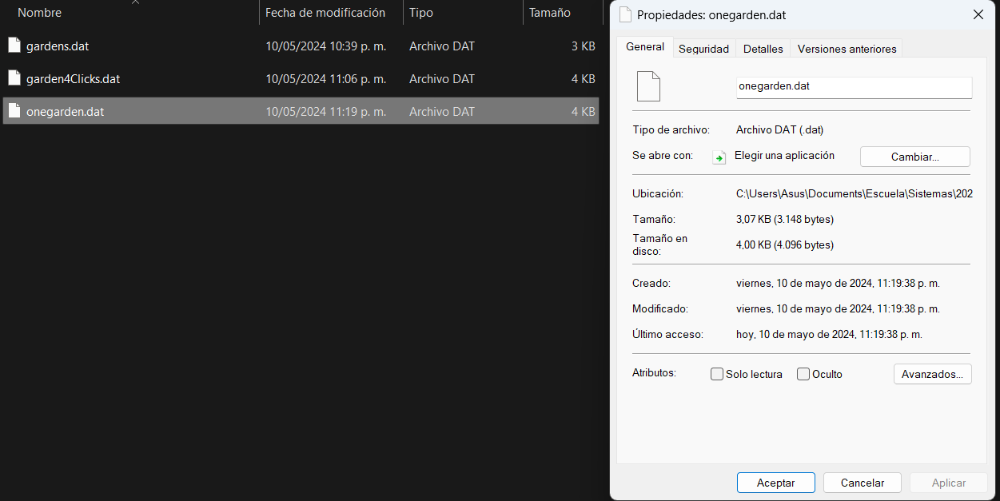 Nombre Fecha de modificación Tipo Tamaño
gardens.dat 10/05/2024 10:39 p. m. Archivo DAT 3 KB
garden4Clicks.dat 10/05/2024 11:06 p. m. Archivo DAT 4 KB
onegarden.dat 10/05/2024 11:19 p. m. Archivo DAT 4 KB
Propiedades: onegarden.dat
General Seguridad Detalles Versiones anteriores
onegarden.dat
Tipo de archivo: Archivo DAT (.dat)
Se abre con: Elegir una aplicación Cambiar...
Ubicación: C:\Users\Asus\Documents\Escuela\Sistemas\202
Tamaño: 3,07 KB (3.148 bytes)
Tamaño en
disco: 4,00 KB (4.096 bytes)
Creado: viernes, 10 de mayo de 2024, 11:19:38 p. m.
Modificado: viernes, 10 de mayo de 2024, 11:19:38 p. m.
Último acceso: hoy, 10 de mayo de 2024, 11:19:38 p. m.
Atributos: Solo lectura Oculto Avanzados...
Aceptar Cancelar Aplicar